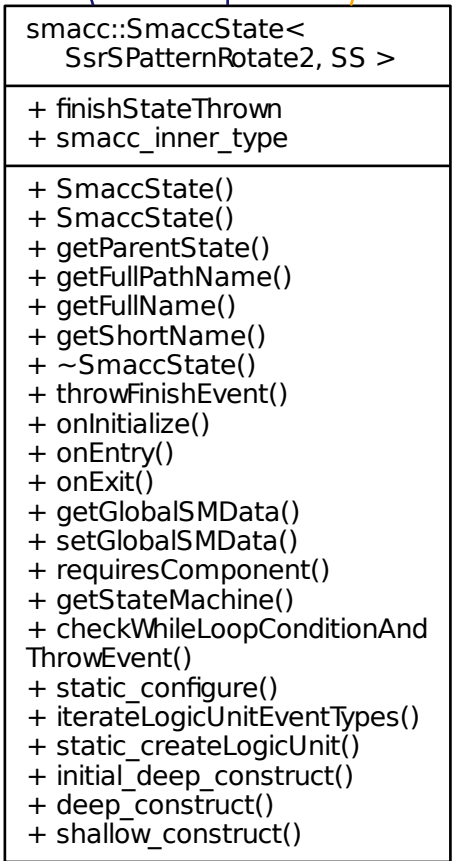 smacc::SmaccState<
SsrSPatternRotate2, SS >
+ finishStateThrown
+ smacc_inner_type
+ SmaccState()
+ SmaccState()
+ getParentState()
+ getFullPathName()
+ getFullName()
+ getShortName()
+ ~SmaccState()
+ throwFinishEvent()
+ onInitialize()
+ onEntry()
+ onExit()
+ getGlobalSMData()
+ setGlobalSMData()
+ requiresComponent()
+ getStateMachine()
+ checkWhileLoopConditionAnd
ThrowEvent()
+ static_configure()
+ iterateLogicUnitEventTypes()
+ static_createLogicUnit()
+ initial_deep_construct()
+ deep_construct()
+ shallow_construct()